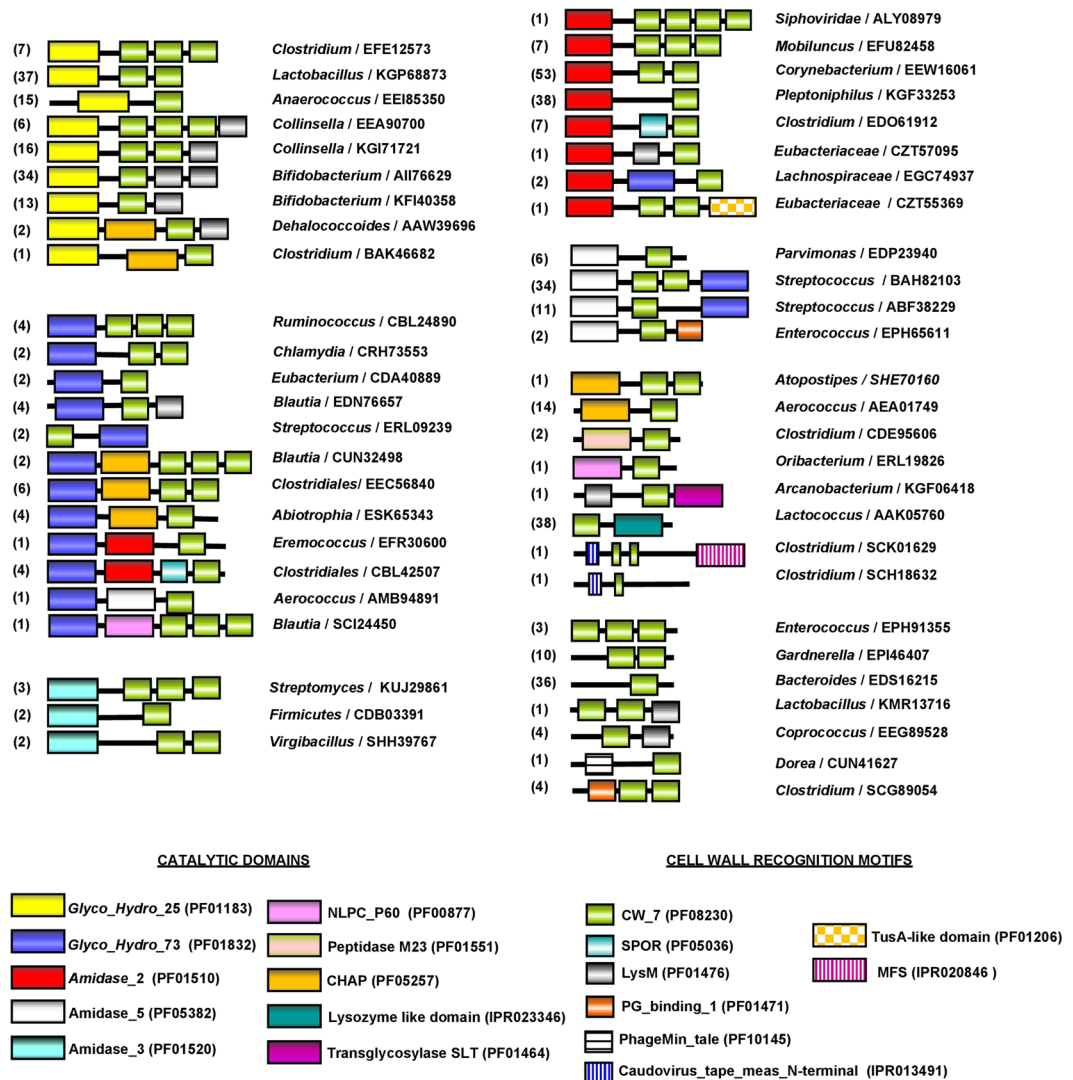 (7) Clostridium / EFE12573
(37) Lactobacillus / KGP68873
(15) Anaerococcus / EEI85350
(6) Collinsella / EEA90700
(16) Collinsella / KGI71721
(34) Bifidobacterium / AII76629
(13) Bifidobacterium / KFI40358
(2) Dehalococcoides / AAW39696
(1) Clostridium / BAK46682
(4) Ruminococcus / CBL24890
(2) Chlamydia / CRH73553
(2) Eubacterium / CDA40889
(4) Blautia / EDN76657
(2) Streptococcus / ERL09239
(2) Blautia / CUN32498
(6) Clostridiales/ EEC56840
(4) Abiotrophia / ESK65343
(1) Eremococcus / EFR30600
(4) Clostridiales / CBL42507
(1) Aerococcus / AMB94891
(1) Blautia / SCI24450
(3) Streptomyces / KUJ29861
(2) Firmicutes / CDB03391
(2) Virgibacillus / SHH39767
(1) Siphoviridae / ALY08979
(7) Mobiluncus / EFU82458
(53) Corynebacterium / EEW16061
(38) Pleptoniphilus / KGF33253
(7) Clostridium / EDO61912
(1) Eubacteriaceae / CZT57095
(2) Lachnospiraceae / EGC74937
(1) Eubacteriaceae / CZT55369
(6) Parvimonas / EDP23940
(34) Streptococcus / BAH82103
(11) Streptococcus / ABF38229
(2) Enterococcus / EPH65611
(1) Atopostipes / SHE70160
(14) Aerococcus / AEA01749
(2) Clostridium / CDE95606
(1) Oribacterium / ERL19826
(1) Arcanobacterium / KGF06418
(38) Lactococcus / AAK05760
(1) Clostridium / SCK01629
(1) Clostridium / SCH18632
(3) Enterococcus / EPH91355
(10) Gardnerella / EPI46407
(36) Bacteroides / EDS16215
(1) Lactobacillus / KMR13716
(4) Coprococcus / EEG89528
(1) Dorea / CUN41627
(4) Clostridium / SCG89054
CATALYTIC DOMAINS
Glyco_Hydro_25 (PF01183)
Glyco_Hydro_73 (PF01832)
Amidase_2 (PF01510)
Amidase_5 (PF05382)
Amidase_3 (PF01520)
NLPC_P60 (PF00877)
Peptidase M23 (PF01551)
CHAP (PF05257)
Lysozyme like domain (IPR023346)
Transglycosylase SLT (PF01464)
CELL WALL RECOGNITION MOTIFS
CW_7 (PF08230)
SPOR (PF05036)
LysM (PF01476)
PG_binding_1 (PF01471)
PhageMin_tale (PF10145)
Caudovirus_tape_meas_N-terminal (IPR013491)
TusA-like domain (PF01206)
MFS (IPR020846 )